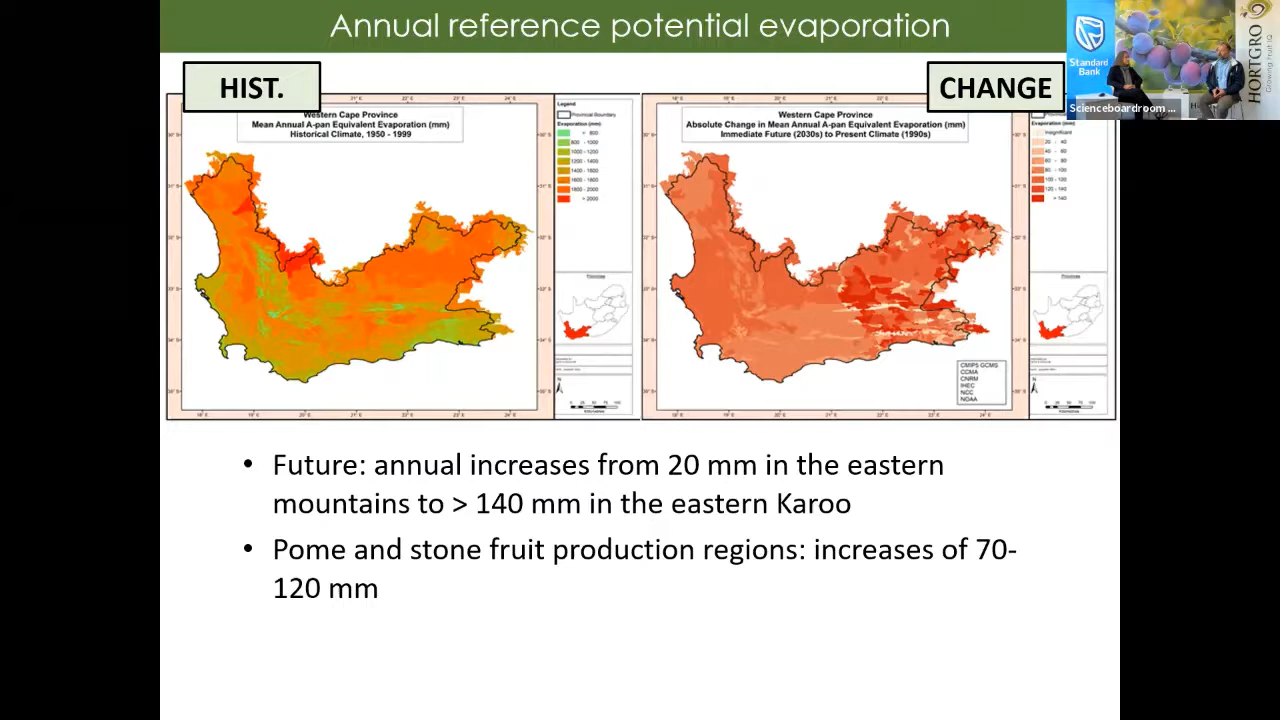 Annual reference potential evaporation
Standard
Bank
HORTGRO
Growing Fruit IQ
Scienceboardroom ...
HIST.
CHANGE
Western Cape Province
Mean Annual A-pan Equivalent Evaporation (mm)
Historical Climate, 1950 - 1999
Legend
Provincial Boundary
Evaporation (mm)
< 800
800 - 1000
1000 - 1200
1200 - 1400
1400 - 1600
1600 - 1800
1800 - 2000
> 2000
Western Cape Province
Absolute Change in Mean Annual A-pan Equivalent Evaporation (mm)
Immediate Future (2030s) to Present Climate (1990s)
Evaporation (mm)
Insignificant
20 - 40
40 - 60
60 - 80
80 - 100
100 - 120
120 - 140
> 140
CMIP5 GCMS
CCMA
CNRM
NCC
NOAA
• Future: annual increases from 20 mm in the eastern
mountains to > 140 mm in the eastern Karoo
• Pome and stone fruit production regions: increases of 70-
120 mm